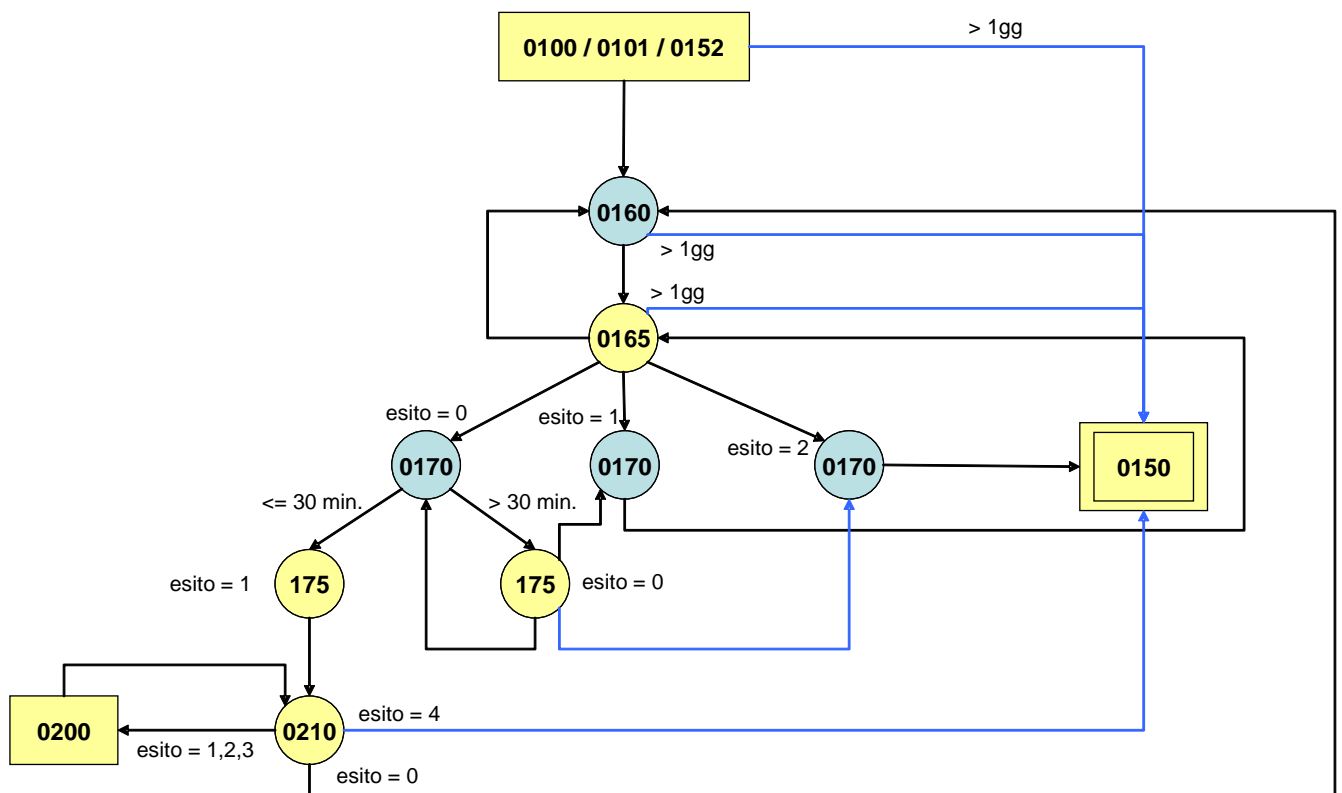 0100 / 0101 / 0152
> 1gg
0160
> 1gg
> 1gg
0165
esito = 0
esito = 1
esito = 2
0170
0170
0170
0150
<= 30 min.
> 30 min.
esito = 1
175
175
esito = 0
0200
0210
esito = 4
esito = 1,2,3
esito = 0